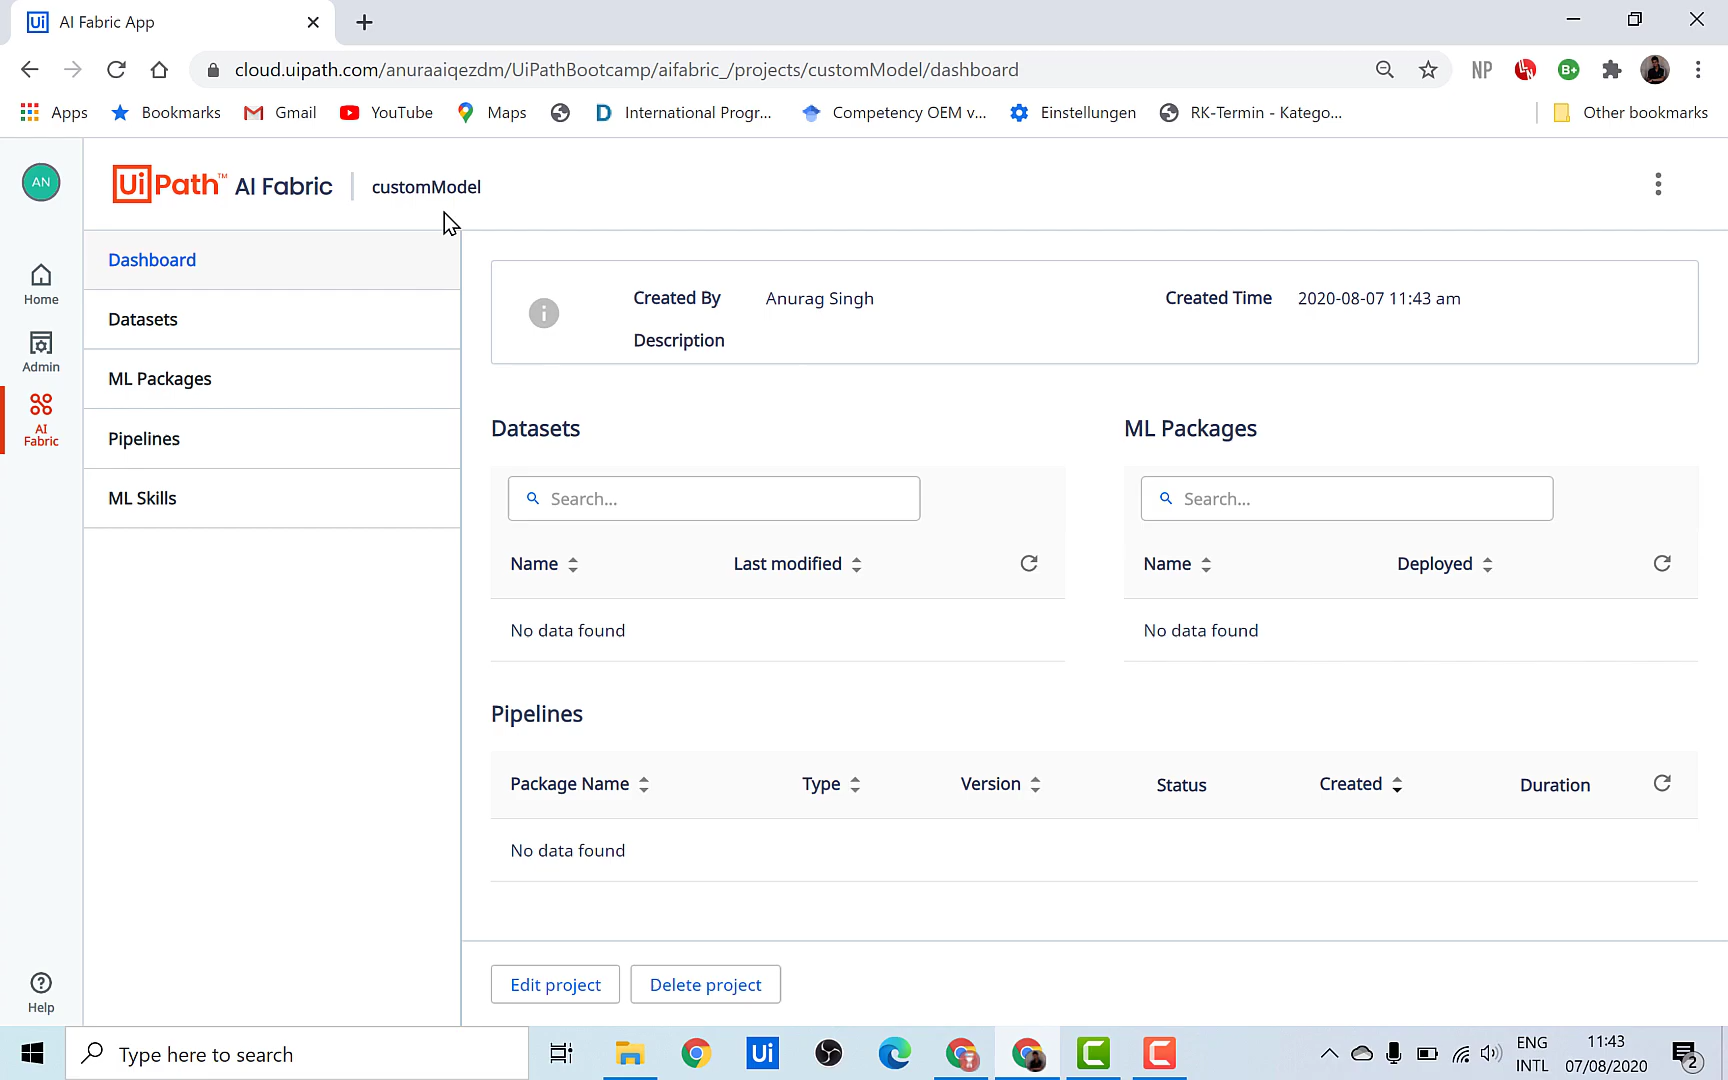 Ui AI Fabric App
cloud.uipath.com/anuraaiqezdm/UiPathBootcamp/aifabric_/projects/customModel/dashboard
NP
B+
Apps
Bookmarks
Gmail
YouTube
Maps
D International Progr...
Competency OEM v...
Einstellungen
RK-Termin - Katego...
Other bookmarks
AN
UiPath™ AI Fabric
customModel
Home
Admin
AI
Fabric
Help
Dashboard
Datasets
ML Packages
Pipelines
ML Skills
Created By Anurag Singh
Created Time 2020-08-07 11:43 am
Description
Datasets
Search...
Name Last modified
No data found
ML Packages
Search...
Name Deployed
No data found
Pipelines
Package Name Type Version Status Created Duration
No data found
Edit project
Delete project
Type here to search
Ui
ENG
INTL
11:43
07/08/2020
2